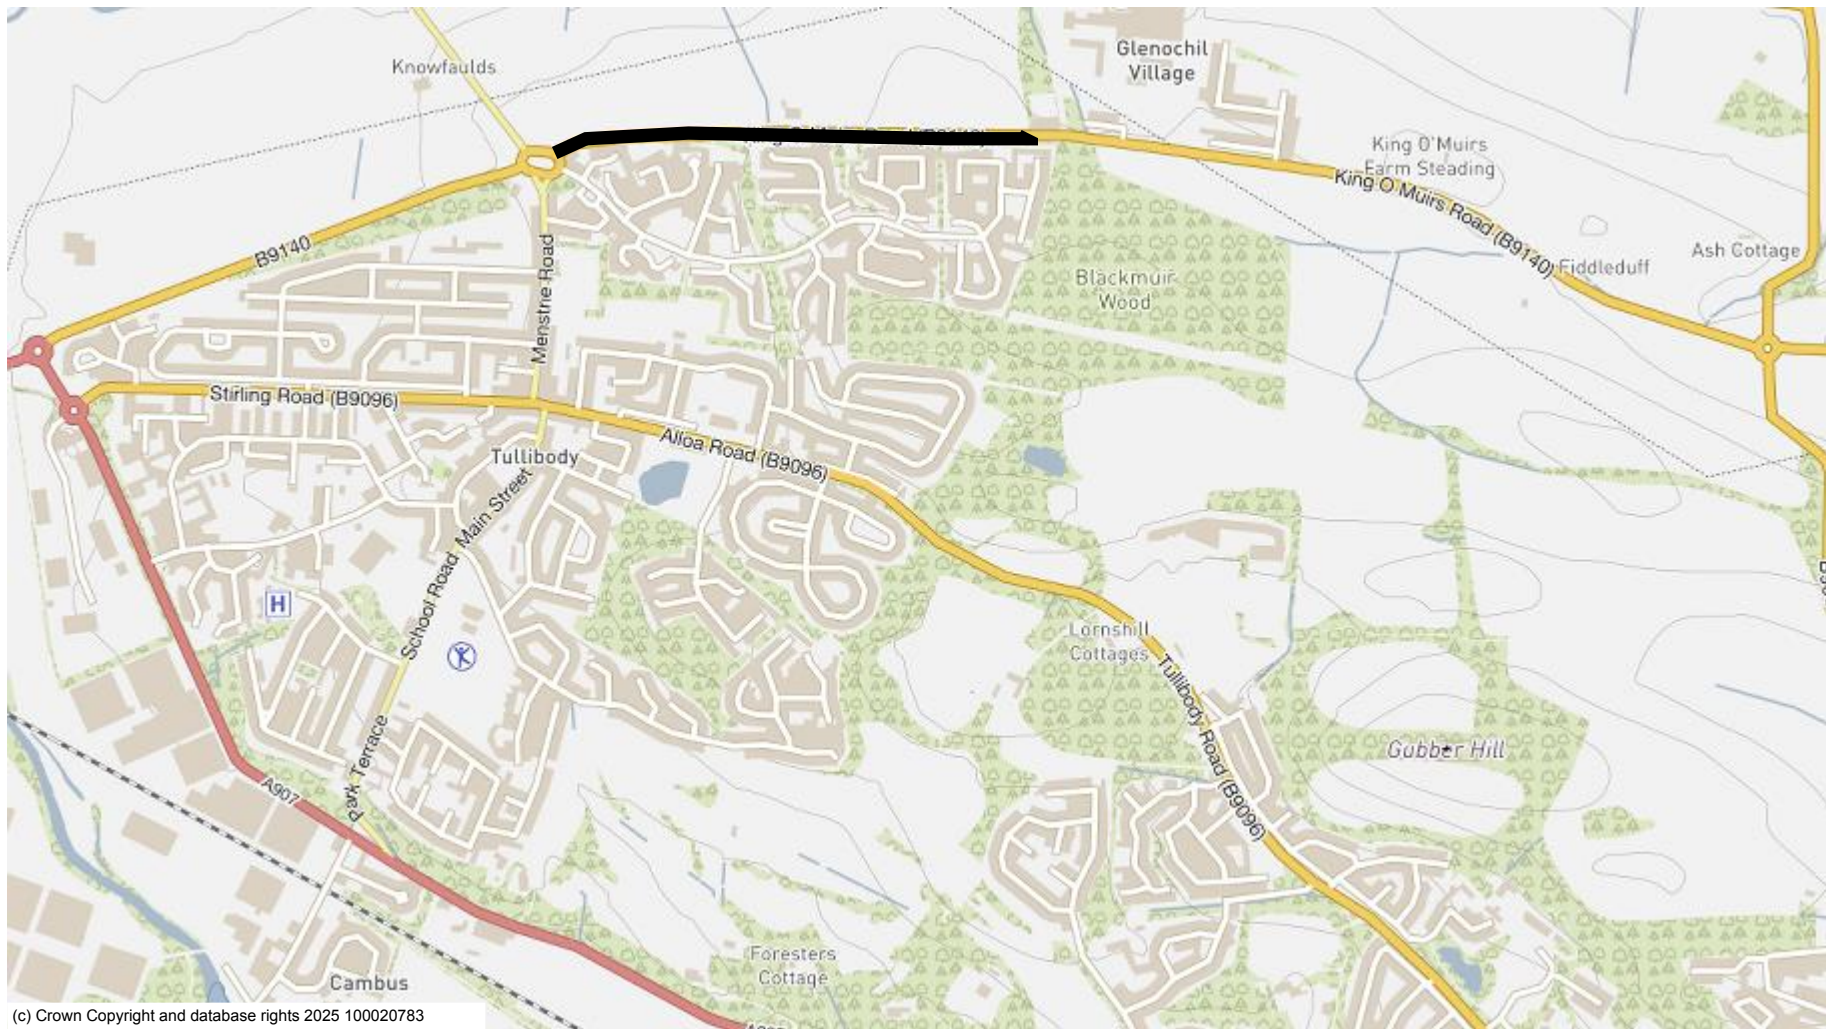 Knowfaulds
Glenochil
Village
King O'Muirs
Farm Steading
King O Muirs Road (B9140)
Ash Cottage
Fiddleduff
B9140
Menstrie Road
Blackmuir
Wood
Stirling Road (B9096)
Alloa Road (B9096)
Tullibody
Main Street
School Road
H
Lornshill
Cottages
Tullibody Road (B9096)
Gubber Hill
Park Terrace
A907
Foresters
Cottage
Cambus
(c) Crown Copyright and database rights 2025 100020783